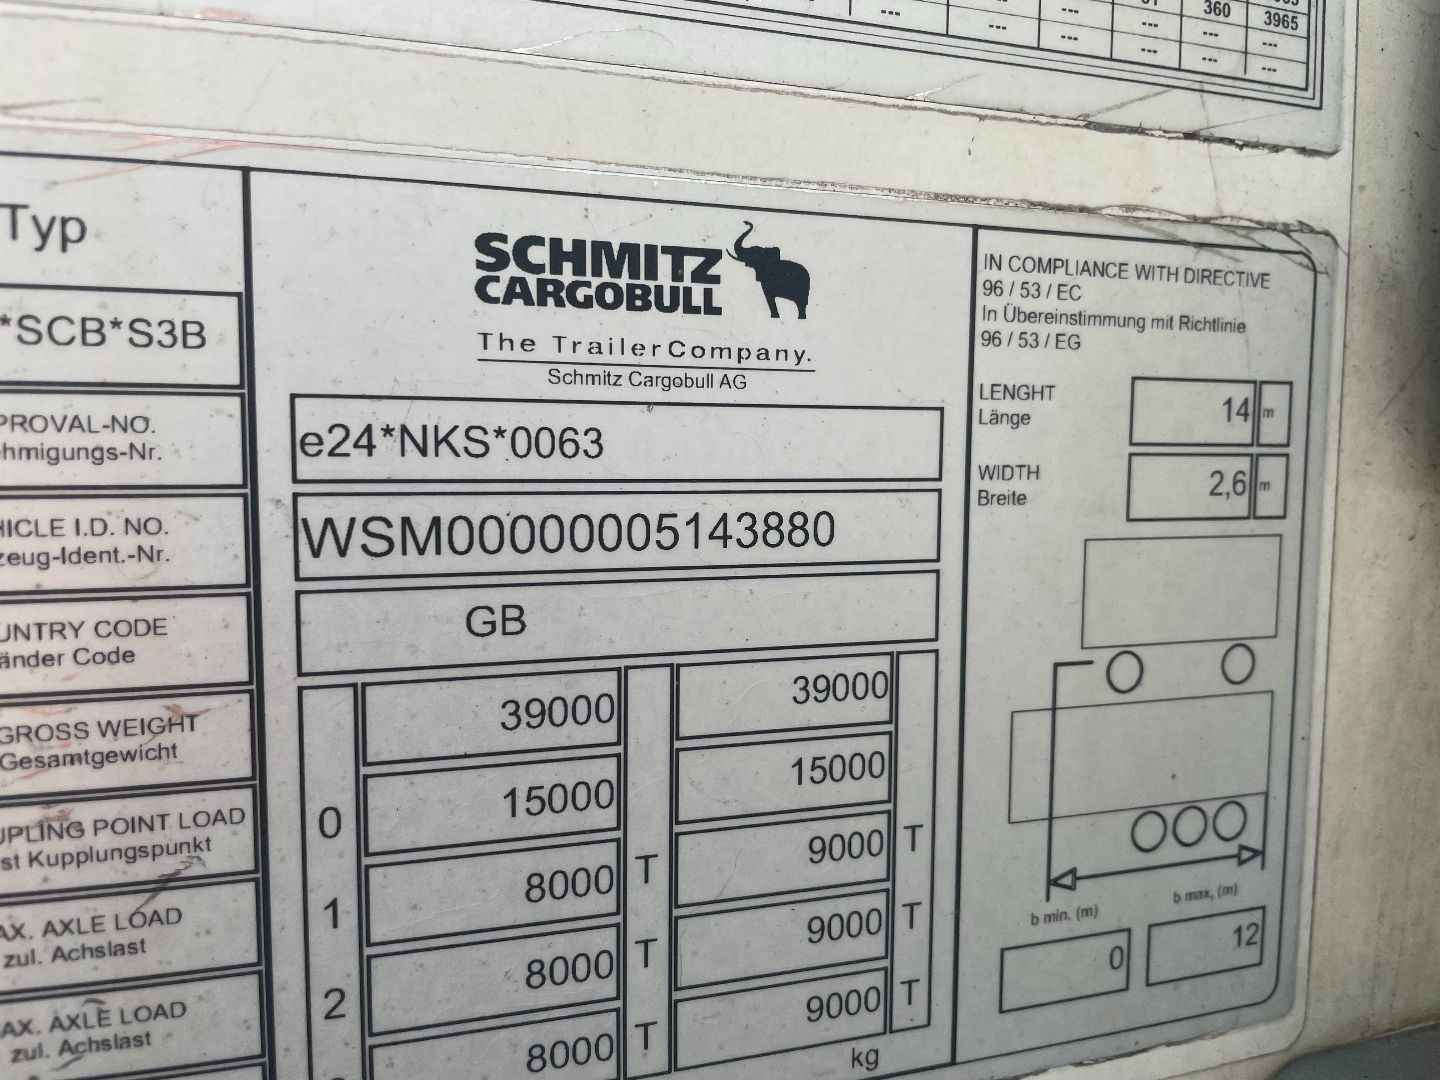 --- --- --- --- 360 3965
--- --- --- ---
--- ---
Typ
*SCB*S3B
SCHMITZ
CARGOBULL
The TrailerCompany.
Schmitz Cargobull AG
PROVAL-NO.
hmigungs-Nr.
e24*NKS*0063
HICLE I.D. NO.
zeug-Ident.-Nr.
WSM00000005143880
UNTRY CODE
änder Code
GB
GROSS WEIGHT
Gesamtgewicht
39000 39000
UPLING POINT LOAD
st Kupplungspunkt
0 15000 15000
AX. AXLE LOAD
zul. Achslast
1 8000 T 9000 T
AX. AXLE LOAD
zul. Achslast
2 8000 T 9000 T
8000 T 9000 T
kg
IN COMPLIANCE WITH DIRECTIVE
96 / 53 / EC
In Übereinstimmung mit Richtlinie
96 / 53 / EG
LENGHT
Länge
14 m
WIDTH
Breite
2,6 m
b min. (m) b max, (m)
0 12